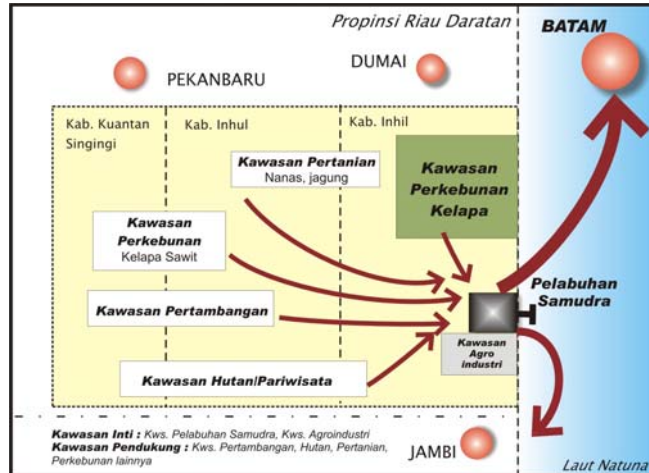 Propinsi Riau Daratan
BATAM
DUMAI
PEKANBARU
Kab. Kuantan
Singingi
Kab. Inhul
Kab. Inhil
Kawasan Pertanian
Nanas, jagung
Kawasan
Perkebunan
Kelapa
Kawasan
Perkebunan
Kelapa Sawit
Pelabuhan
Samudra
Kawasan Pertambangan
Kawasan
Agro
industri
Kawasan Hutan/Pariwisata
Kawasan Inti : Kws. Pelabuhan Samudra, Kws. Agroindustri
Kawasan Pendukung : Kws. Pertambangan, Hutan, Pertanian,
Perkebunan lainnya
JAMBI
Laut Natuna